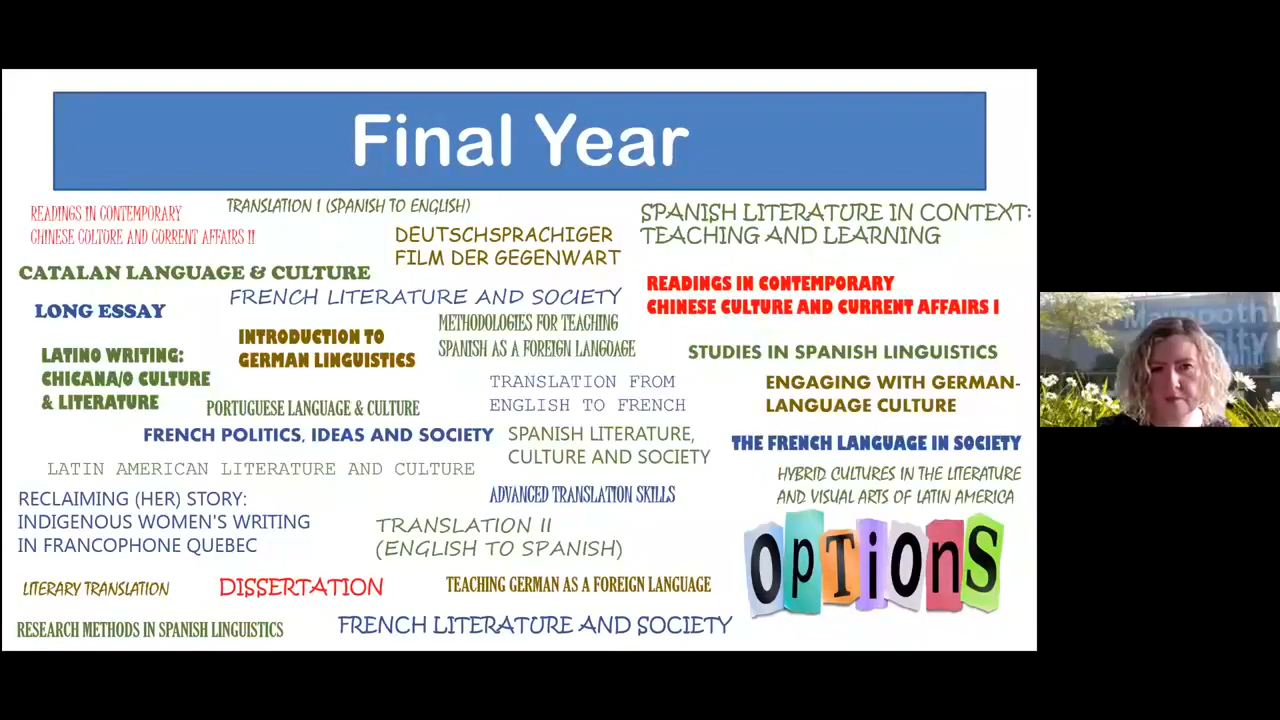 Final Year
READINGS IN CONTEMPORARY
CHINESE COLTORE AND CORRENT AFFAIRS II
TRANSLATION I (SPANISH TO ENGLISH)
DEUTSCHSPRACHIGER
FILM DER GEGENWART
SPANISH LITERATURE IN CONTEXT:
TEACHING AND LEARNING
CATALAN LANGUAGE & CULTURE
FRENCH LITERATURE AND SOCIETY
READINGS IN CONTEMPORARY
CHINESE CULTURE AND CURRENT AFFAIRS I
LONG ESSAY
INTRODUCTION TO
GERMAN LINGUISTICS
METHODOLOGIES FOR TEACHING
SPANISH AS A FOREIGN LANGOAGE
LATINO WRITING:
CHICANA/O CULTURE
& LITERATURE
STUDIES IN SPANISH LINGUISTICS
TRANSLATION FROM
ENGLISH TO FRENCH
ENGAGING WITH GERMAN-
LANGUAGE CULTURE
PORTUGUESE LANGUAGE & CULTURE
FRENCH POLITICS, IDEAS AND SOCIETY
SPANISH LITERATURE,
CULTURE AND SOCIETY
THE FRENCH LANGUAGE IN SOCIETY
LATIN AMERICAN LITERATURE AND CULTURE
HYBRID CULTURES IN THE LITERATURE
AND VISUAL ARTS OF LATIN AMERICA
RECLAIMING (HER) STORY:
INDIGENOUS WOMEN'S WRITING
IN FRANCOPHONE QUEBEC
ADVANCED TRANSLATION SKILLS
TRANSLATION II
(ENGLISH TO SPANISH)
OpTiOnS
LITERARY TRANSLATION
DISSERTATION
TEACHING GERMAN AS A FOREIGN LANGUAGE
RESEARCH METHODS IN SPANISH LINGUISTICS
FRENCH LITERATURE AND SOCIETY